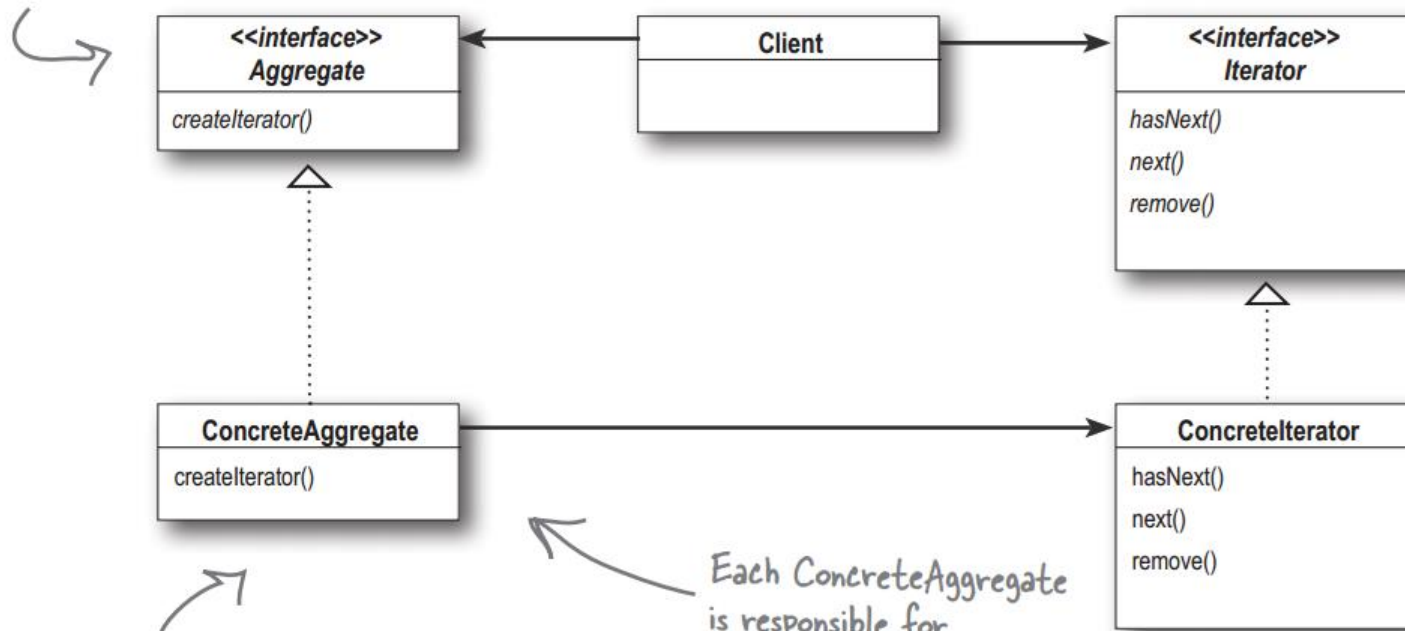 <<interface>>
Aggregate
createIterator()
Client
<<interface>>
Iterator
hasNext()
next()
remove()
ConcreteAggregate
createIterator()
ConcreteIterator
hasNext()
next()
remove()
Each ConcreteAggregate
is responsible for